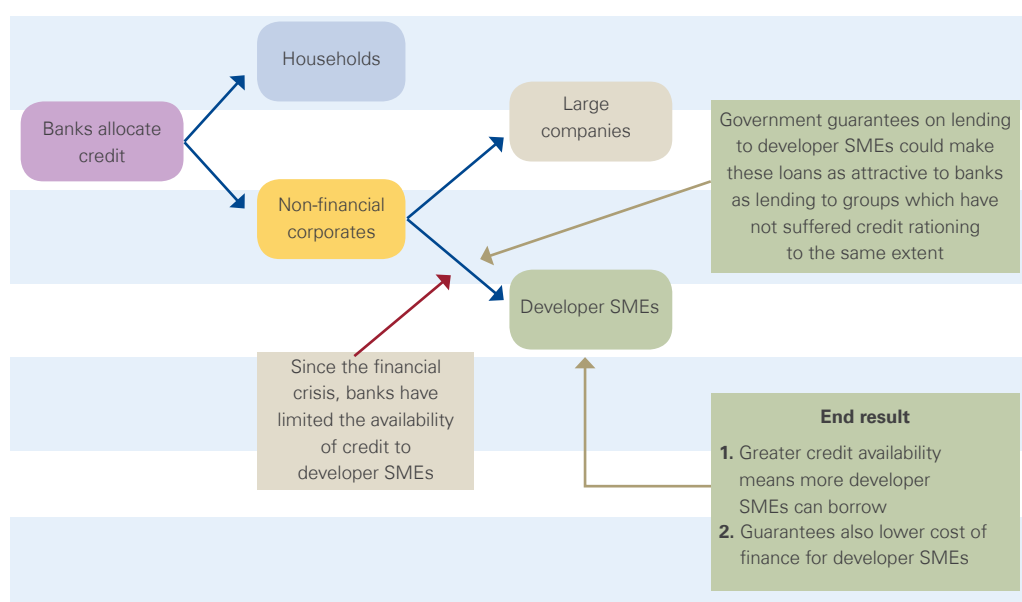 Households
Banks allocate
credit
Non-financial
corporates
Large
companies
Developer SMEs
Government guarantees on lending
to developer SMEs could make
these loans as attractive to banks
as lending to groups which have
not suffered credit rationing
to the same extent
Since the financial
crisis, banks have
limited the availability
of credit to
developer SMEs
End result
1. Greater credit availability
means more developer
SMEs can borrow
2. Guarantees also lower cost of
finance for developer SMEs